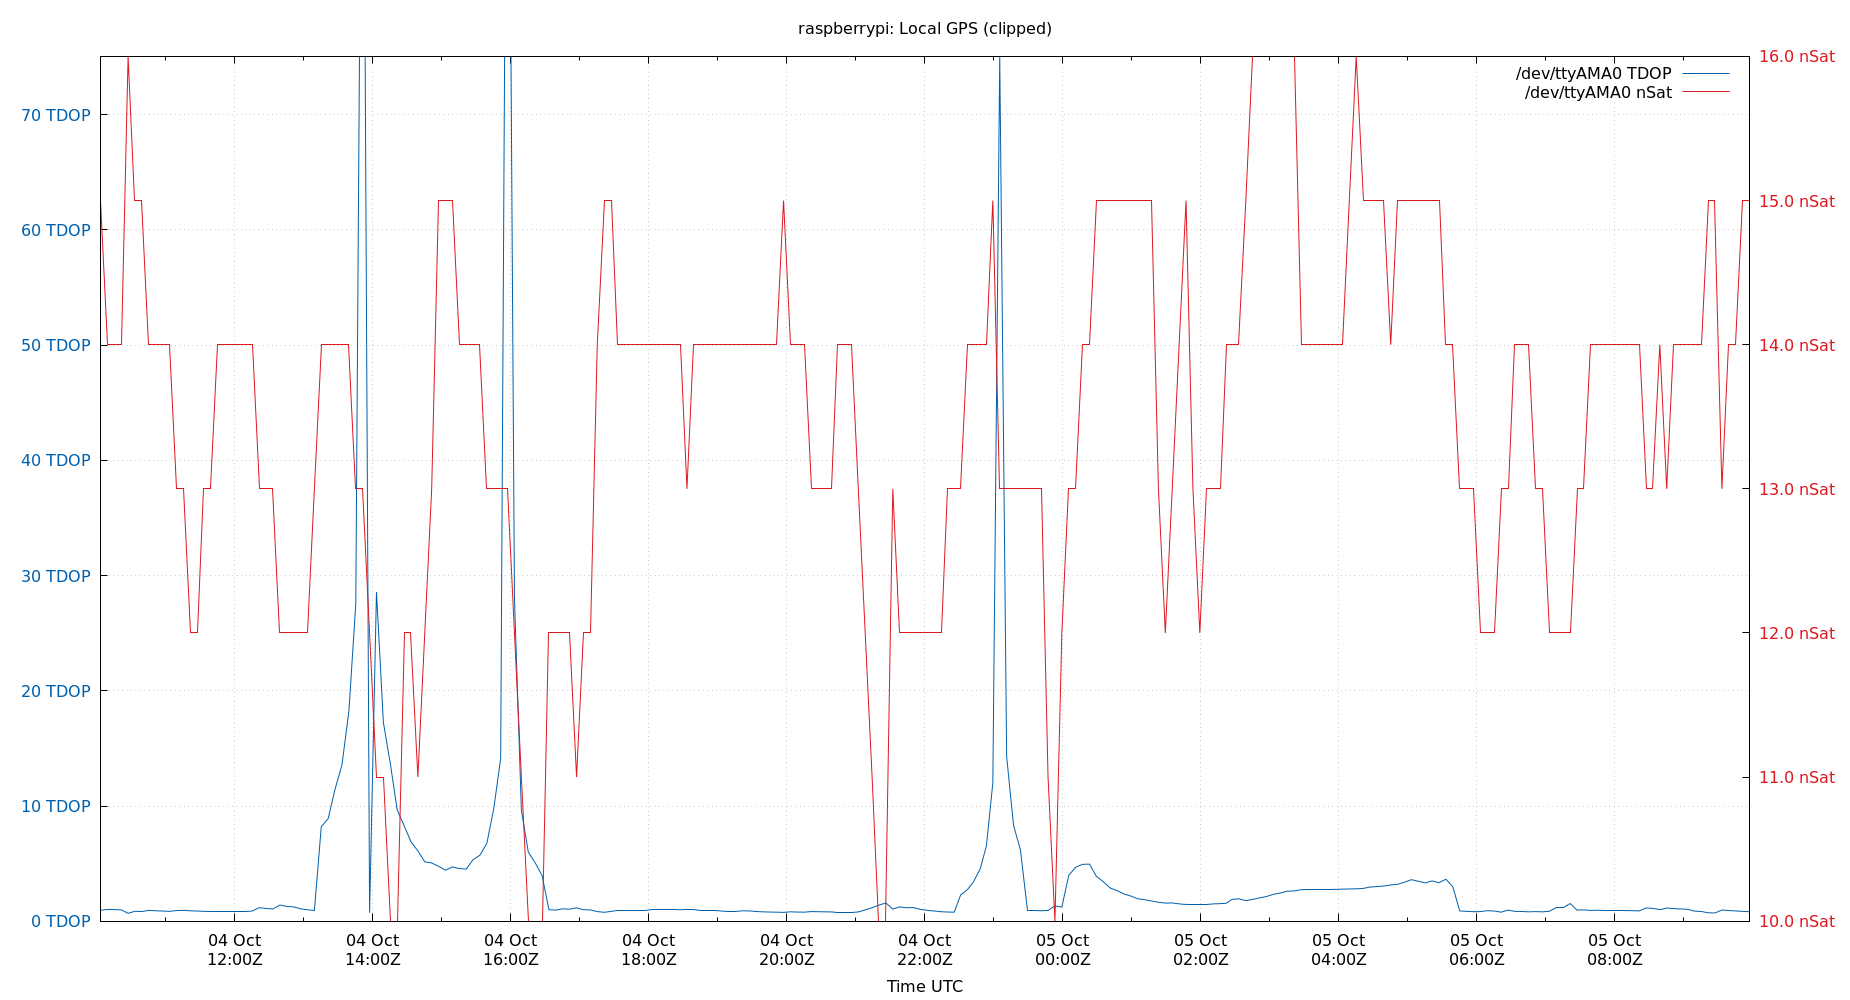 raspberrypi: Local GPS (clipped)
/dev/ttyAMA0 TDOP
/dev/ttyAMA0 nSat
70 TDOP
60 TDOP
50 TDOP
40 TDOP
30 TDOP
20 TDOP
10 TDOP
0 TDOP
16.0 nSat
15.0 nSat
14.0 nSat
13.0 nSat
12.0 nSat
11.0 nSat
10.0 nSat
04 Oct
12:00Z
04 Oct
14:00Z
04 Oct
16:00Z
04 Oct
18:00Z
04 Oct
20:00Z
04 Oct
22:00Z
05 Oct
00:00Z
05 Oct
02:00Z
05 Oct
04:00Z
05 Oct
06:00Z
05 Oct
08:00Z
Time UTC